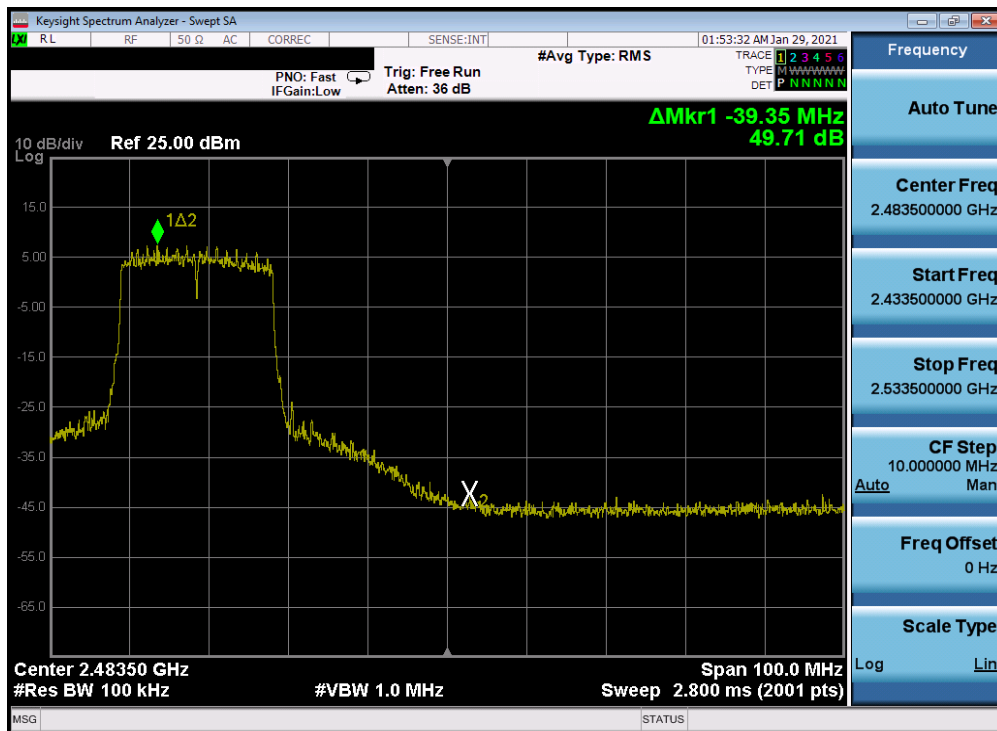 Keysight Spectrum Analyzer - Swept SA
LXI RL RF 50 Ω AC CORREC SENSE:INT 01:53:32 AM Jan 29, 2021
#Avg Type: RMS
TRACE 1 2 3 4 5 6
TYPE M WWWWW
DET P N N N N N
PNO: Fast
IFGain:Low
Trig: Free Run
Atten: 36 dB
ΔMkr1 -39.35 MHz
49.71 dB
10 dB/div
Log
Ref 25.00 dBm
15.0
5.00
-5.00
-15.0
-25.0
-35.0
-45.0
-55.0
-65.0
1Δ2
X2
Center 2.48350 GHz
#Res BW 100 kHz
#VBW 1.0 MHz
Span 100.0 MHz
Sweep 2.800 ms (2001 pts)
MSG
STATUS
Frequency
Auto Tune
Center Freq
2.483500000 GHz
Start Freq
2.433500000 GHz
Stop Freq
2.533500000 GHz
CF Step
10.000000 MHz
Auto Man
Freq Offset
0 Hz
Scale Type
Log Lin